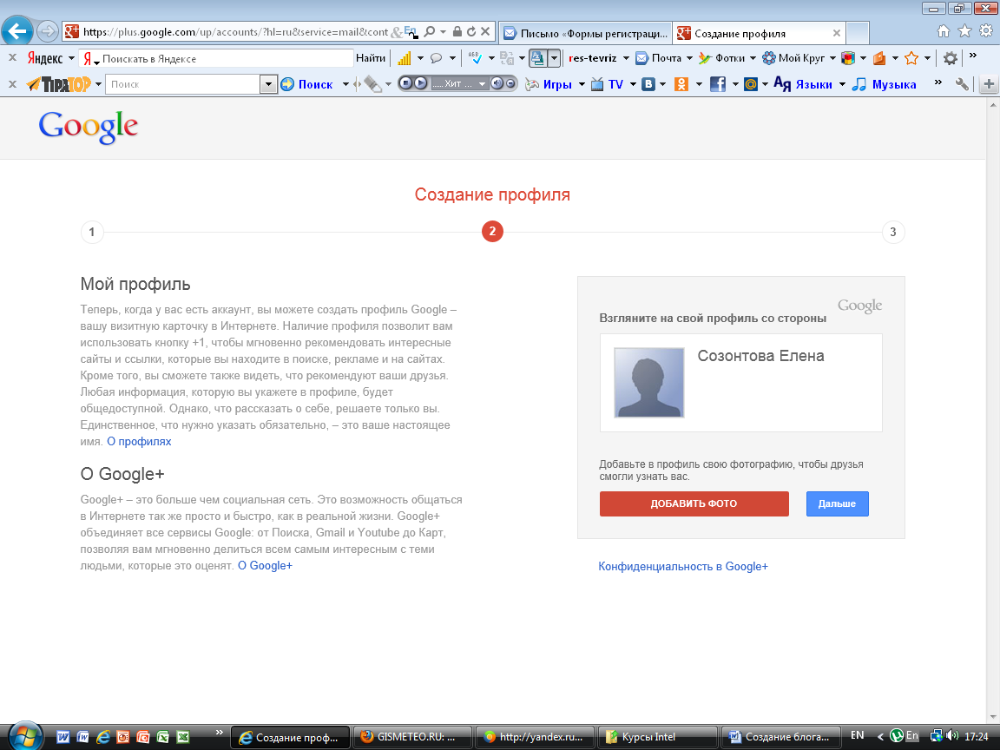 https://plus.google.com/up/accounts/?hl=ru&service=mail&cont
Письмо «Формы регистраци...
Создание профиля
Яндекс
Поискать в Яндексе
Найти
res-tevriz
Почта
Фотки
Мой Круг
Поиск
Поиск
Хит ...
Игры
TV
Языки
Музыка
Google
Создание профиля
1
2
3
Мой профиль
Теперь, когда у вас есть аккаунт, вы можете создать профиль Google –
вашу визитную карточку в Интернете. Наличие профиля позволит вам
использовать кнопку +1, чтобы мгновенно рекомендовать интересные
сайты и ссылки, которые вы находите в поиске, рекламе и на сайтах.
Кроме того, вы сможете также видеть, что рекомендуют ваши друзья.
Любая информация, которую вы укажете в профиле, будет
общедоступной. Однако, что рассказать о себе, решаете только вы.
Единственное, что нужно указать обязательно, – это ваше настоящее
имя. О профилях
О Google+
Google+ – это больше чем социальная сеть. Это возможность общаться
в Интернете так же просто и быстро, как в реальной жизни. Google+
объединяет все сервисы Google: от Поиска, Gmail и Youtube до Карт,
позволяя вам мгновенно делиться всем самым интересным с теми
людьми, которые это оценят. О Google+
Google
Взгляните на свой профиль со стороны
Созонтова Елена
Добавьте в профиль свою фотографию, чтобы друзья
смогли узнать вас.
ДОБАВИТЬ ФОТО
Дальше
Конфиденциальность в Google+
Создание проф...
GISMETEO.RU: ...
http://yandex.ru...
Курсы Intel
Создание блога...
EN
En
17:24